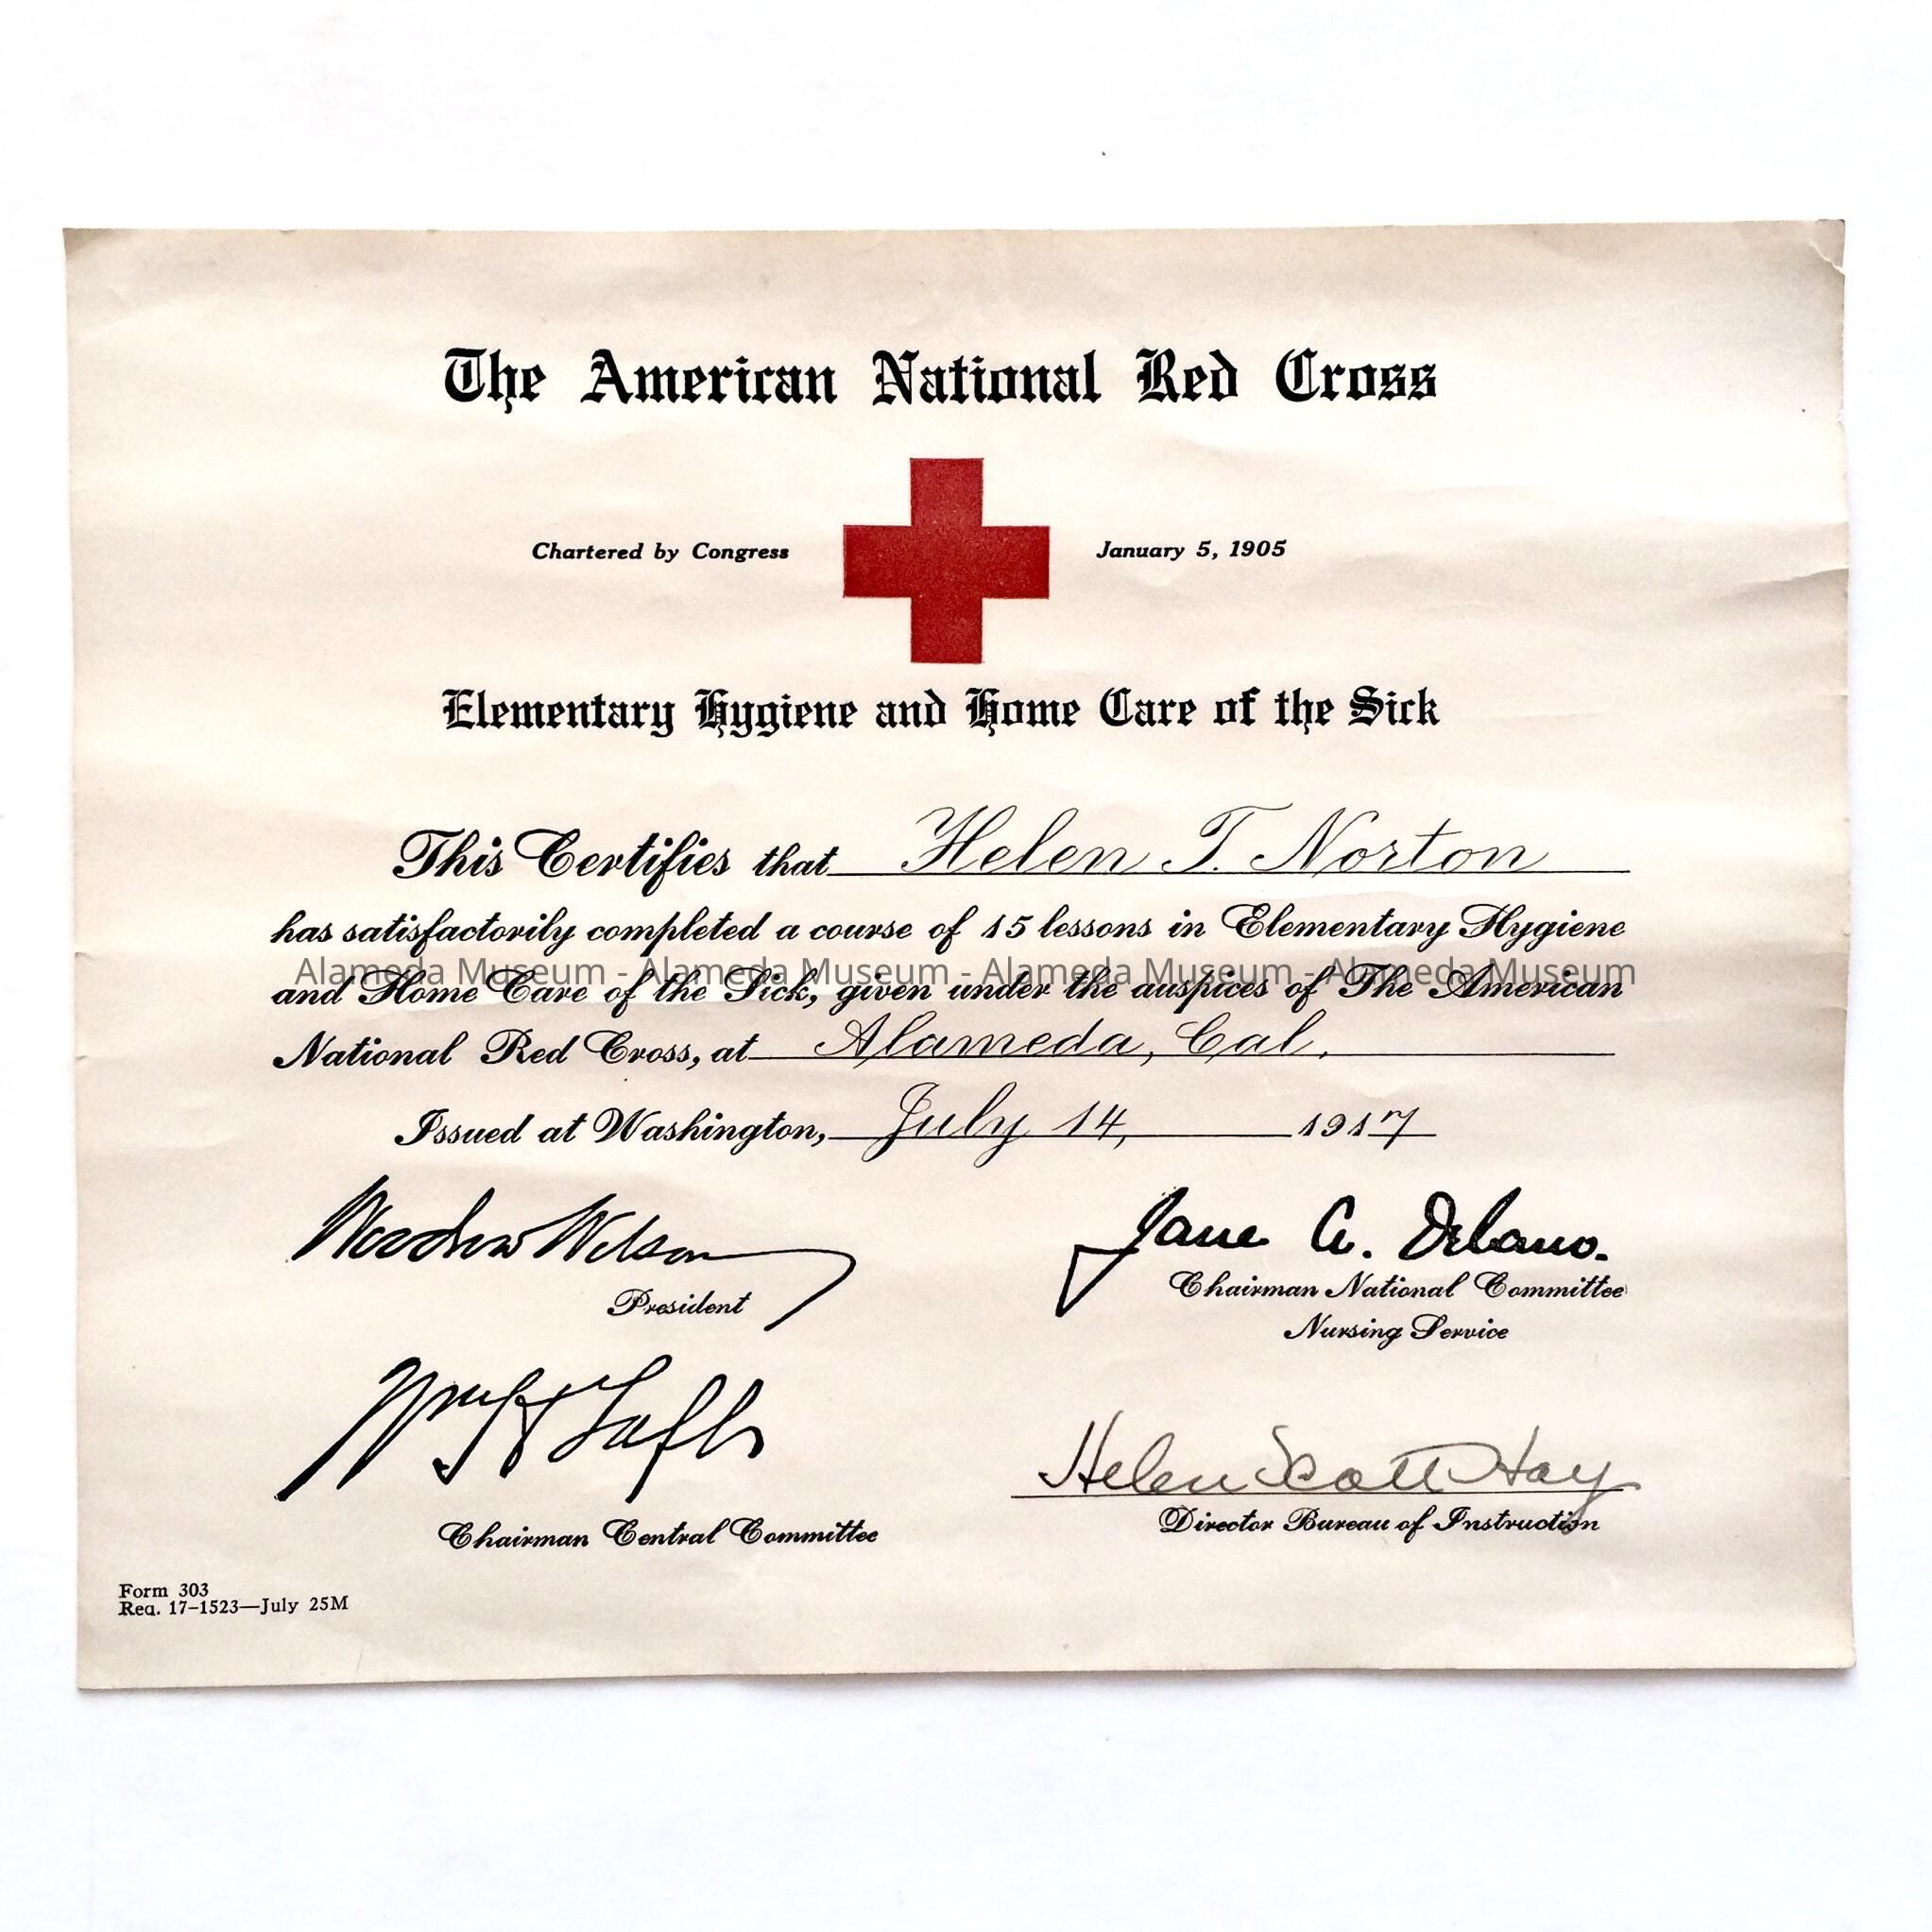 The American National Red Cross
Chartered by Congress January 5, 1905
Elementary Hygiene and Home Care of the Sick
This Certifies that Helen T. Norton
has satisfactorily completed a course of 15 lessons in Elementary Hygiene
Alameda Museum - Alameda Museum - Alameda Museum - Alameda Museum
and Home Care of the Sick, given under the auspices of The American
National Red Cross, at Alameda, Cal.
Issued at Washington, July 14, 1917
Woodrow Wilson
President
Jane A. Delano.
Chairman National Committee
Nursing Service
Wm H Taft
Chairman Central Committee
Helen Scott Hay
Director Bureau of Instruction
Form 303
Req. 17-1523—July 25M